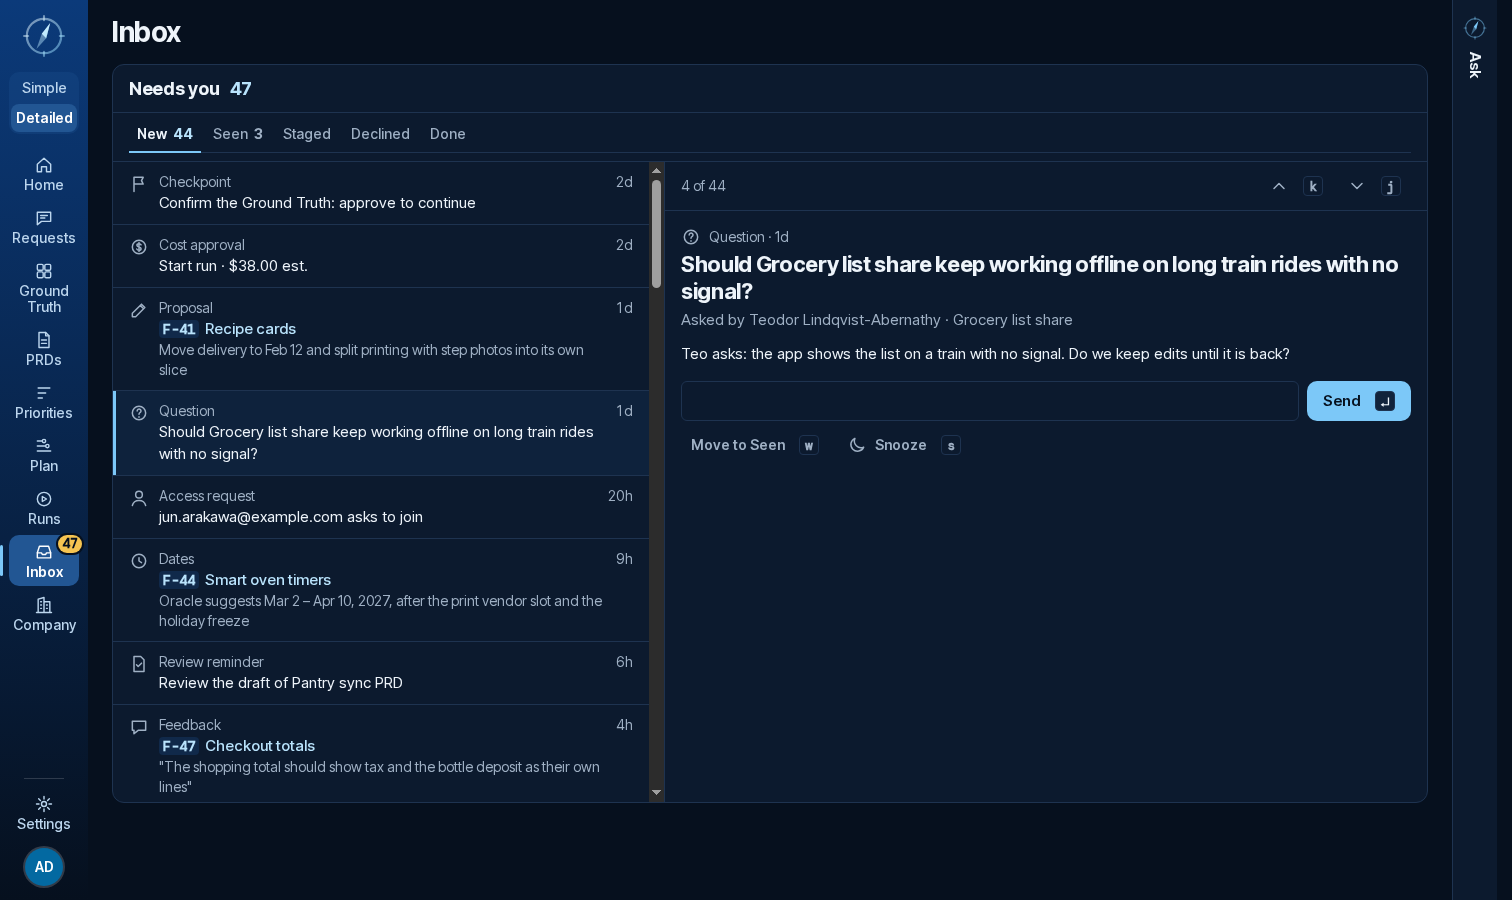 Inbox
Simple
Detailed
Home
Requests
Ground
Truth
PRDs
Priorities
Plan
Runs
47
Inbox
Company
Settings
AD
Needs you 47
New 44 Seen 3 Staged Declined Done
Checkpoint 2d
Confirm the Ground Truth: approve to continue
Cost approval 2d
Start run · $38.00 est.
Proposal 1d
F-41 Recipe cards
Move delivery to Feb 12 and split printing with step photos into its own
slice
Question 1d
Should Grocery list share keep working offline on long train rides
with no signal?
Access request 20h
jun.arakawa@example.com asks to join
Dates 9h
F-44 Smart oven timers
Oracle suggests Mar 2 – Apr 10, 2027, after the print vendor slot and the
holiday freeze
Review reminder 6h
Review the draft of Pantry sync PRD
Feedback 4h
F-47 Checkout totals
"The shopping total should show tax and the bottle deposit as their own
lines"
4 of 44 k j
Question · 1d
Should Grocery list share keep working offline on long train rides with no
signal?
Asked by Teodor Lindqvist-Abernathy · Grocery list share
Teo asks: the app shows the list on a train with no signal. Do we keep edits until it is back?
Send
Move to Seen w Snooze s
Ask